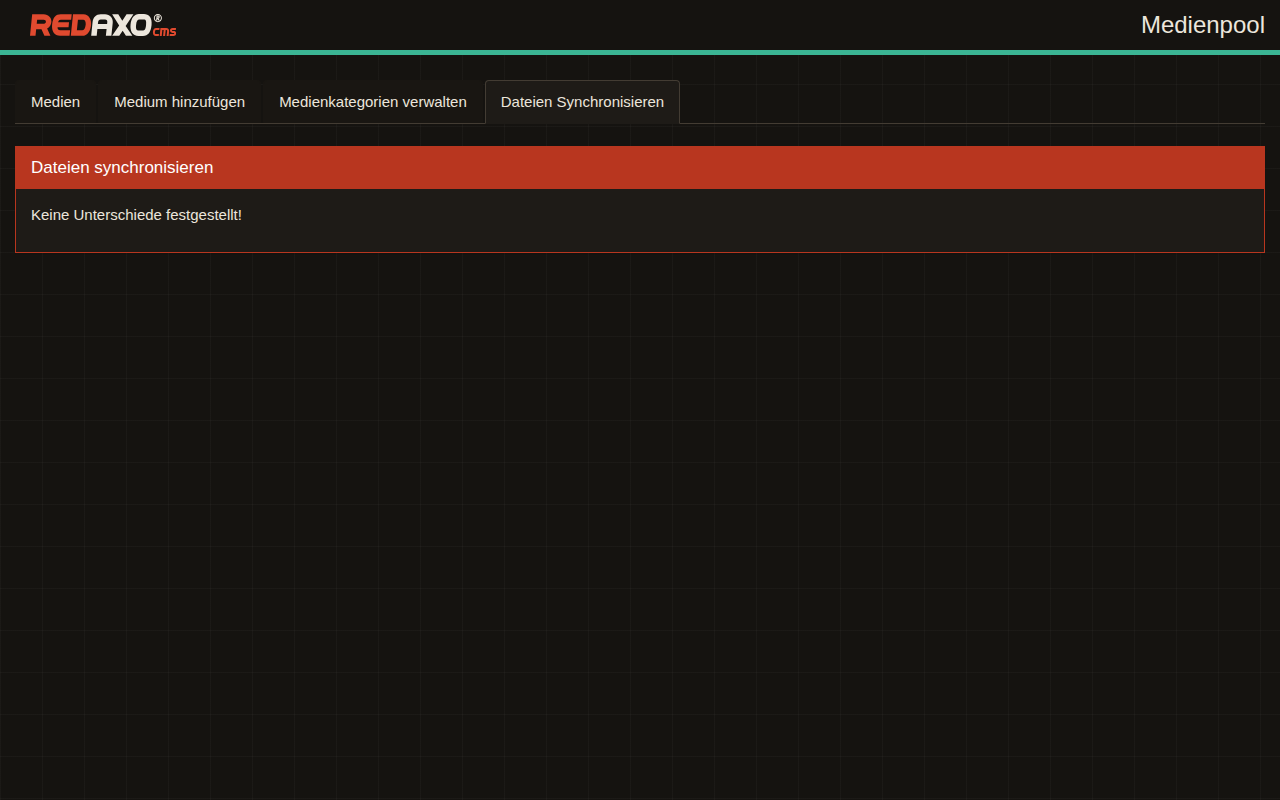 REDAXO® cms
Medienpool
Medien
Medium hinzufügen
Medienkategorien verwalten
Dateien Synchronisieren
Dateien synchronisieren
Keine Unterschiede festgestellt!